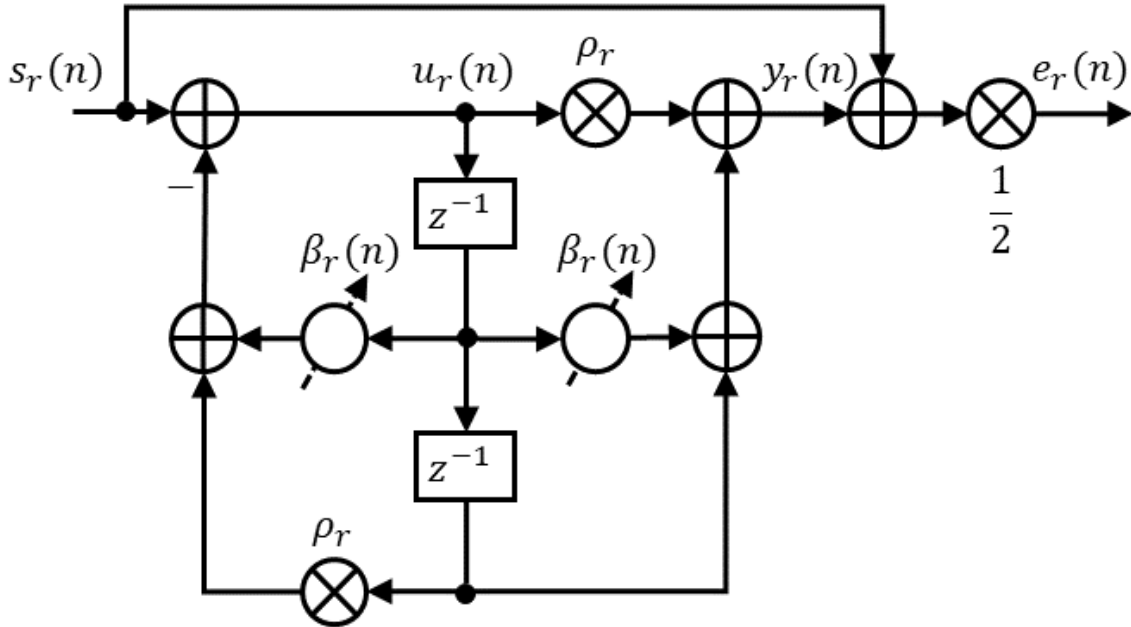 s_r(n)
u_r(n)
ρ_r
y_r(n)
e_r(n)
−
z^{-1}
1/2
β_r(n)
β_r(n)
z^{-1}
ρ_r